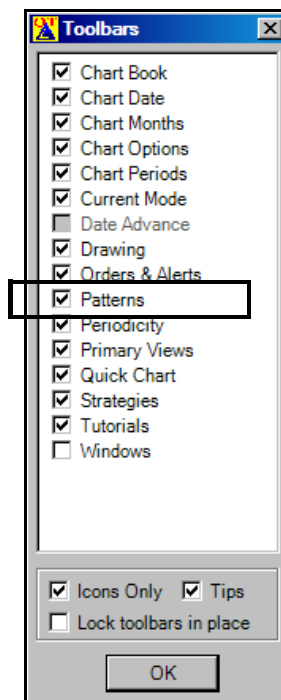 Toolbars
Chart Book
Chart Date
Chart Months
Chart Options
Chart Periods
Current Mode
Date Advance
Drawing
Orders & Alerts
Patterns
Periodicity
Primary Views
Quick Chart
Strategies
Tutorials
Windows
Icons Only Tips
Lock toolbars in place
OK